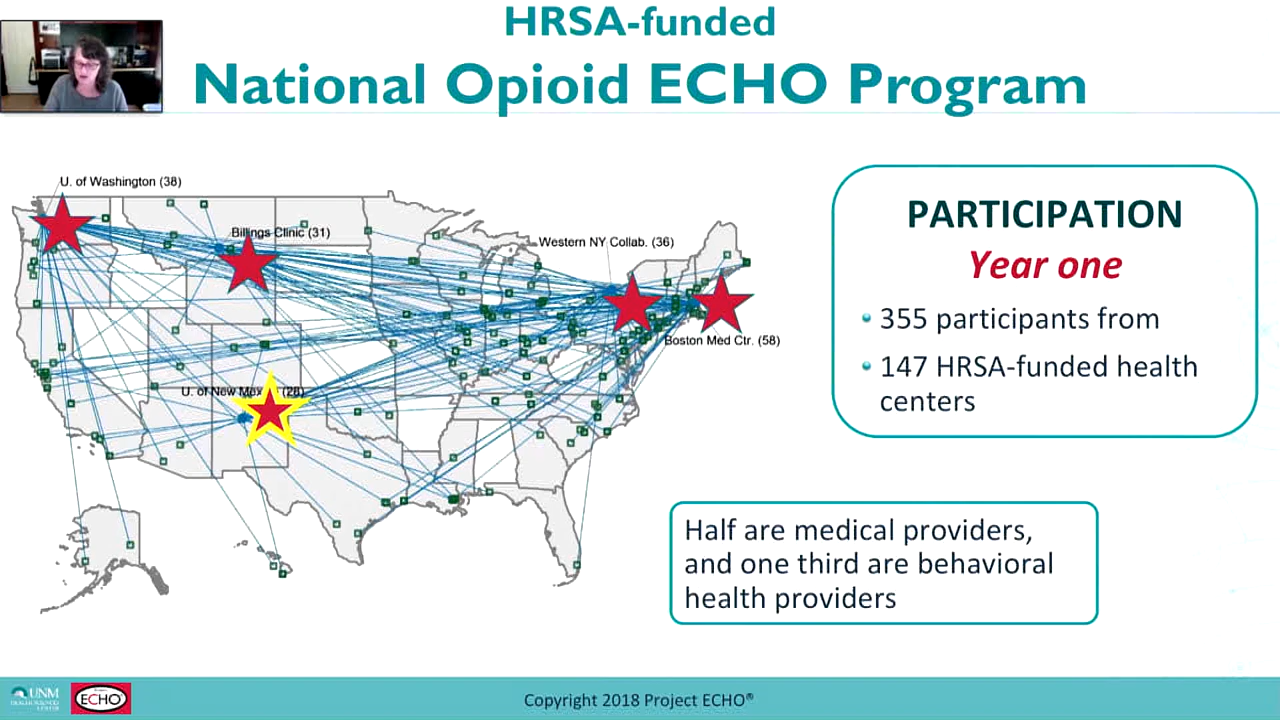 HRSA-funded
National Opioid ECHO Program
U. of Washington (38)
Billings Clinic (31)
Western NY Collab. (36)
Boston Med Ctr. (58)
U. of New Mex (28)
PARTICIPATION
Year one
• 355 participants from
• 147 HRSA-funded health
centers
Half are medical providers,
and one third are behavioral
health providers
UNM
ECHO
Copyright 2018 Project ECHO®